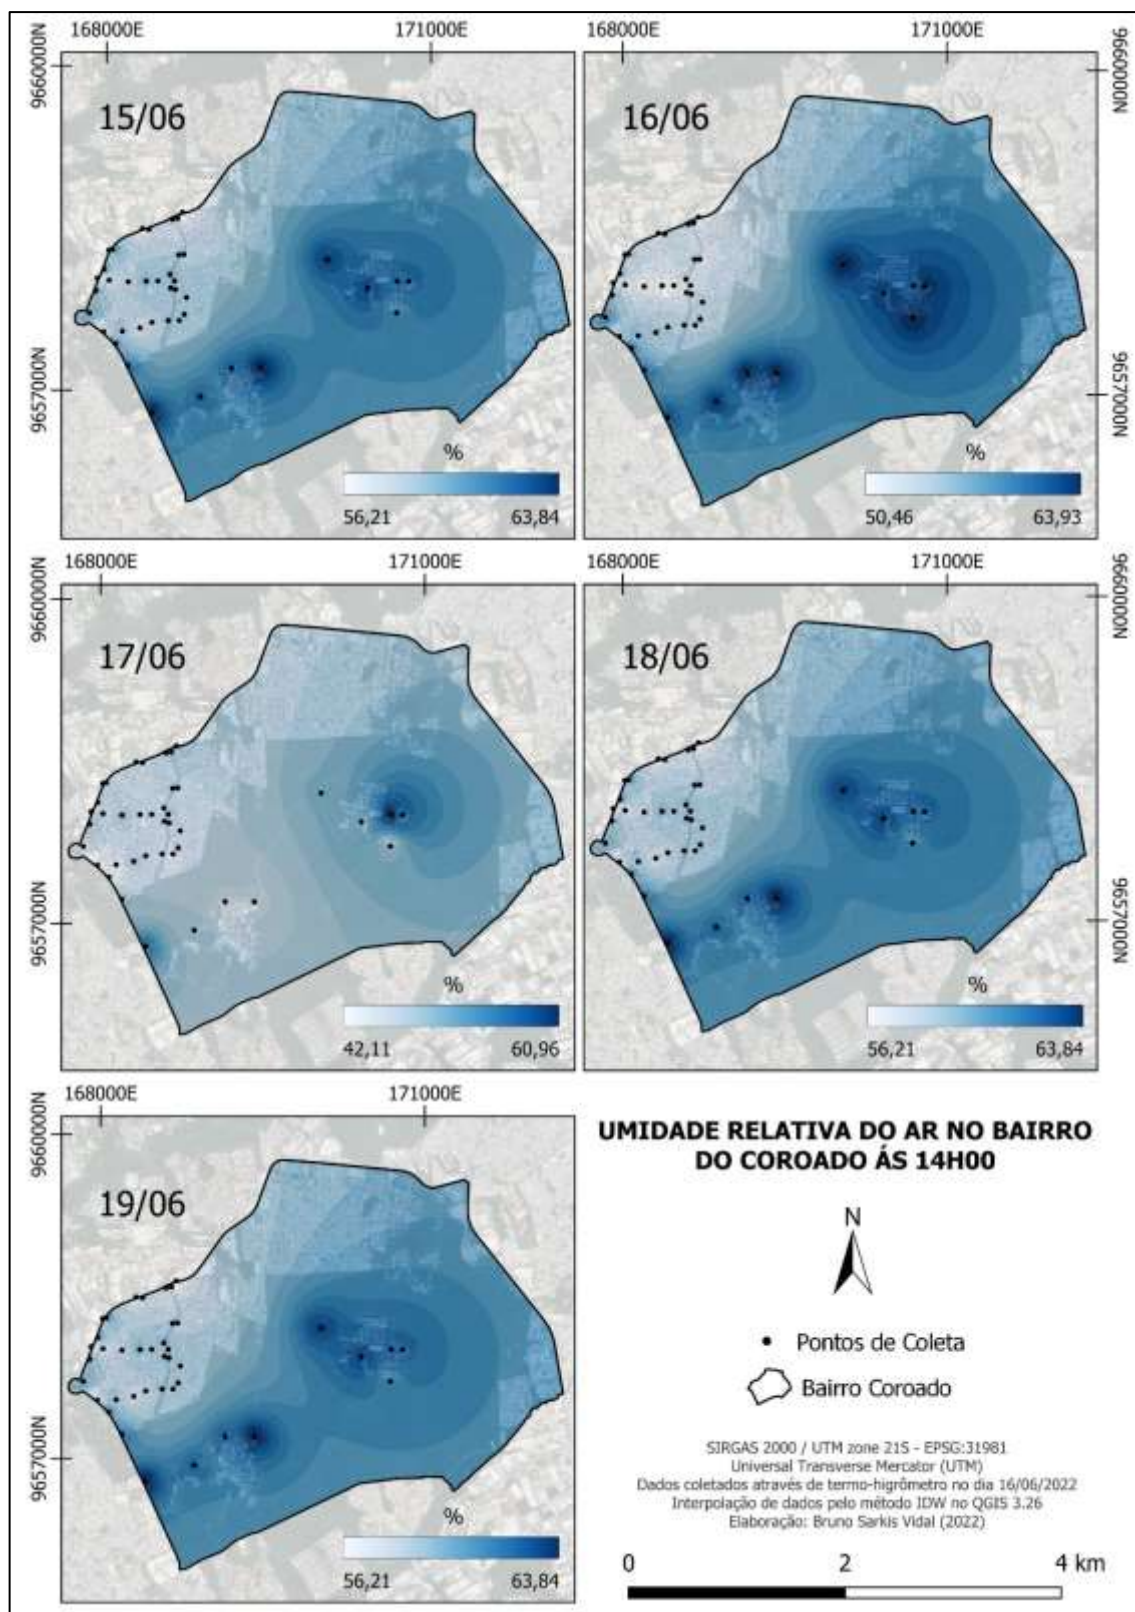 168000E 171000E 168000E 171000E
9660000N
9660000N
15/06
16/06
9657000N
9657000N
%
56,21 63,84
%
50,46 63,93
168000E 171000E 168000E 171000E
9660000N
9660000N
17/06
18/06
9657000N
9657000N
%
42,11 60,96
%
56,21 63,84
168000E 171000E
9660000N
19/06
9657000N
%
56,21 63,84
UMIDADE RELATIVA DO AR NO BAIRRO
DO COROADO ÁS 14H00
N
Pontos de Coleta
Bairro Coroado
SIRGAS 2000 / UTM zone 21S - EPSG:31981
Universal Transverse Mercator (UTM)
Dados coletados através de termo-higrômetro no dia 16/06/2022
Interpolação de dados pelo método IDW no QGIS 3.26
Elaboração: Bruno Sarkis Vidal (2022)
0 2 4 km